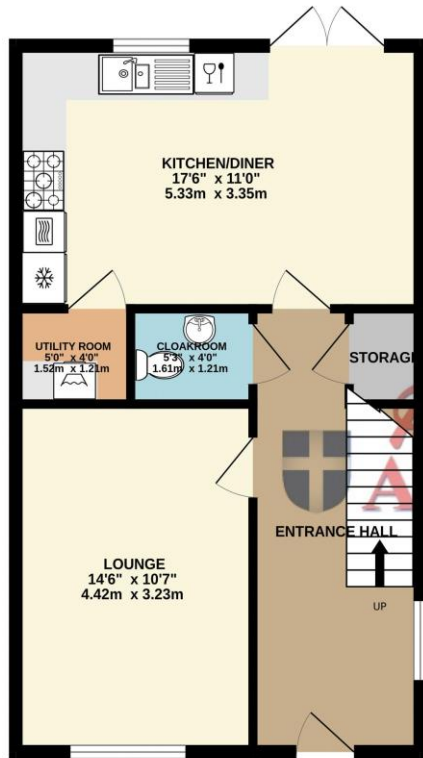 KITCHEN/DINER
17'6" x 11'0"
5.33m x 3.35m
UTILITY ROOM
5'0" x 4'0"
1.52m x 1.21m
CLOAKROOM
5'3" x 4'0"
1.61m x 1.21m
STORAGE
LOUNGE
14'6" x 10'7"
4.42m x 3.23m
ENTRANCE HALL
UP